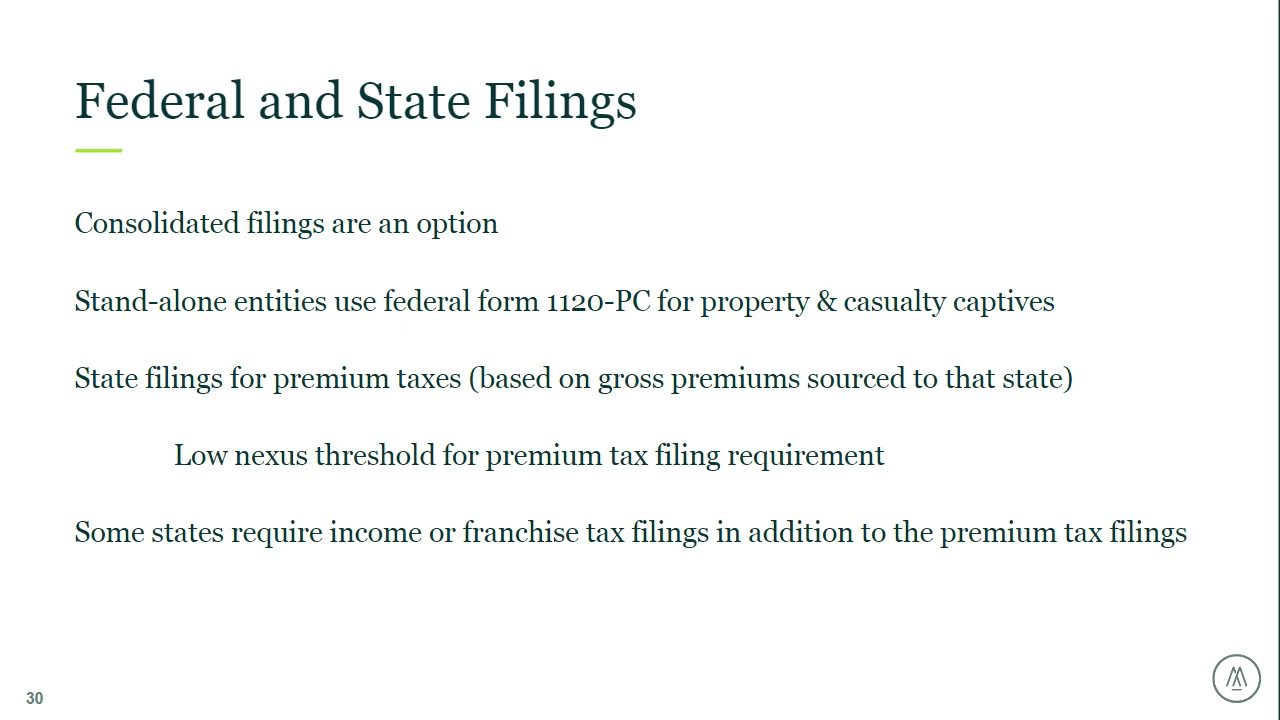 Federal and State Filings
Consolidated filings are an option
Stand-alone entities use federal form 1120-PC for property & casualty captives
State filings for premium taxes (based on gross premiums sourced to that state)
Low nexus threshold for premium tax filing requirement
Some states require income or franchise tax filings in addition to the premium tax filings
30